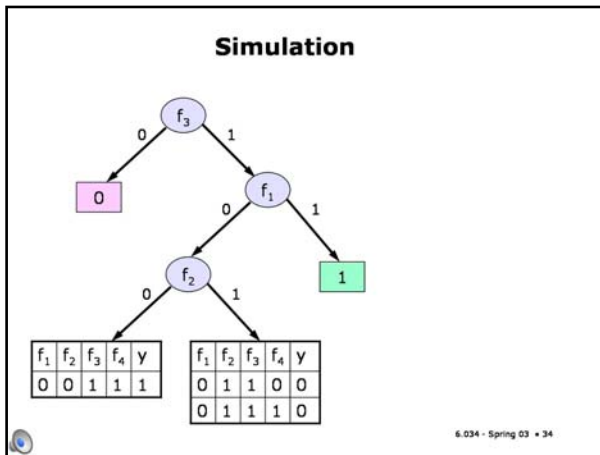 Simulation
f₃
0 1
0
f₁
0 1
f₂
1
0 1
f₁ f₂ f₃ f₄ y
0 0 1 1 1
f₁ f₂ f₃ f₄ y
0 1 1 0 0
0 1 1 1 0
6.034 - Spring 03 • 34